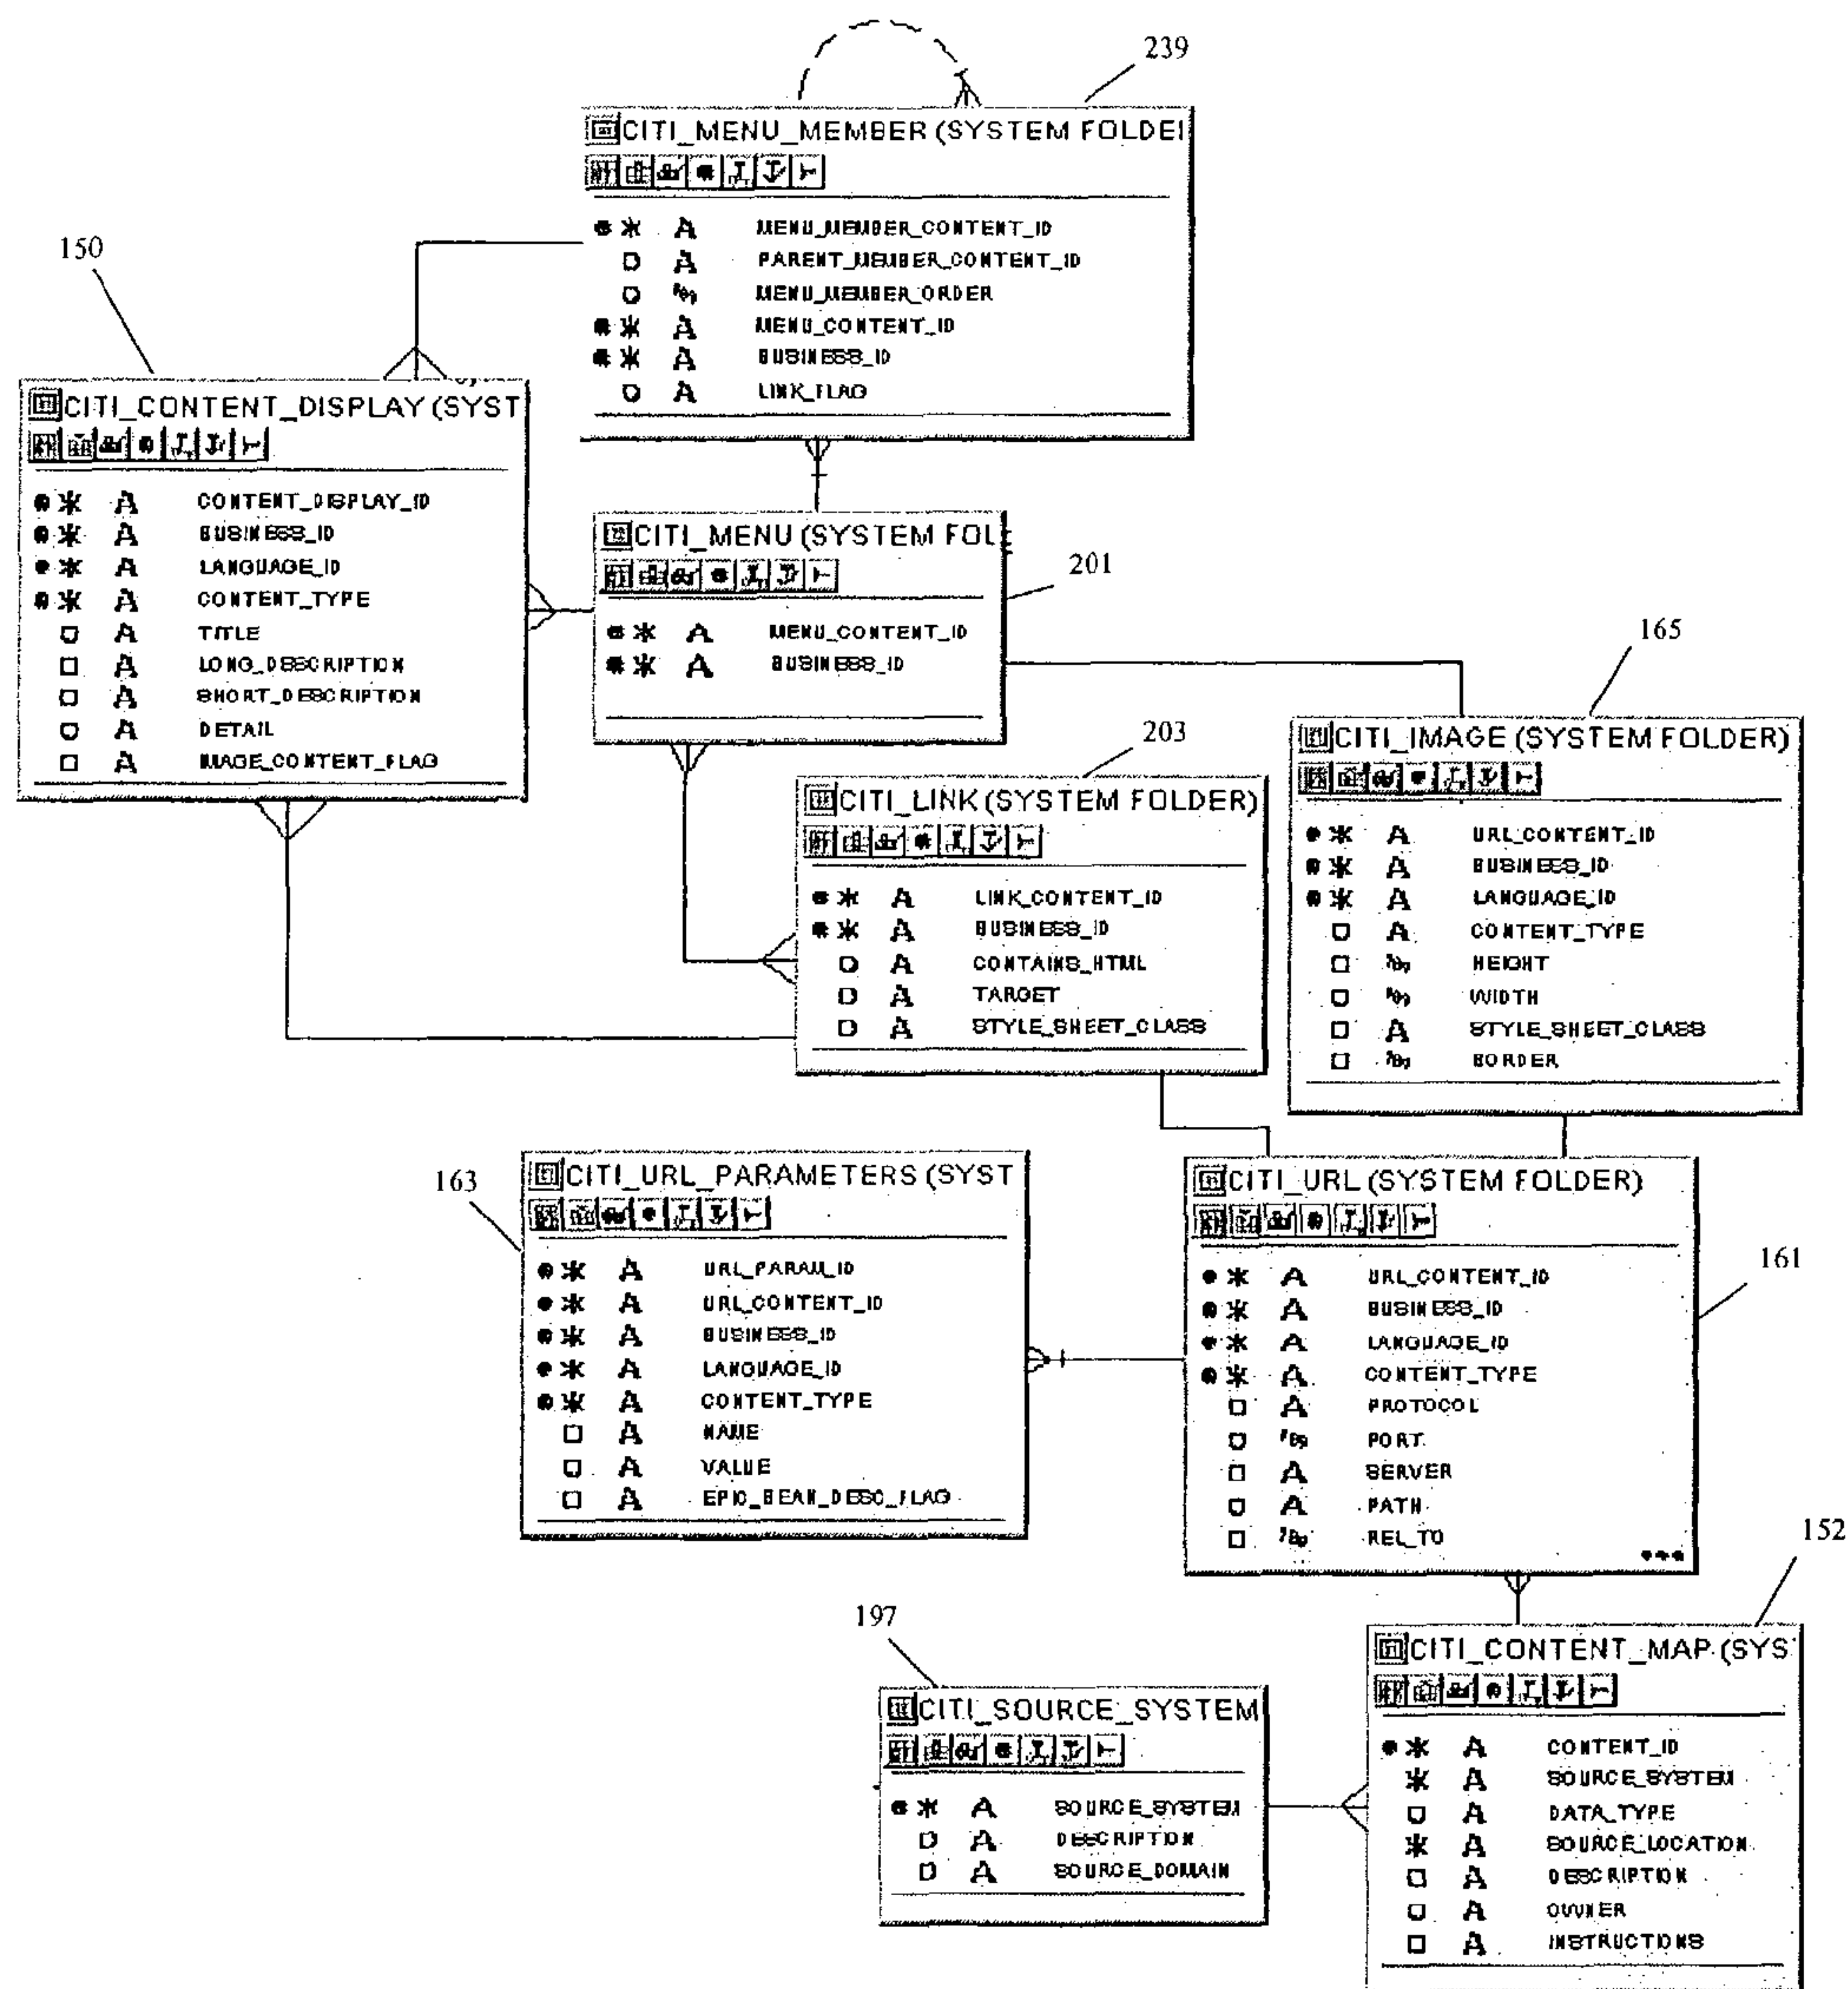 239
CITI_MENU_MEMBER (SYSTEM FOLDE
MENU_MEMBER_CONTENT_ID
PARENT_MEMBER_CONTENT_ID
MENU_MEMBER_ORDER
MENU_CONTENT_ID
BUSINESS_ID
LINK_FLAG
150
CITI_CONTENT_DISPLAY (SYST
CONTENT_DISPLAY_ID
BUSINESS_ID
LANGUAGE_ID
CONTENT_TYPE
TITLE
LONG_DESCRIPTION
SHORT_DESCRIPTION
DETAIL
IMAGE_CONTENT_FLAG
201
CITI_MENU (SYSTEM FOL
MENU_CONTENT_ID
BUSINESS_ID
203
CITI_LINK (SYSTEM FOLDER)
LINK_CONTENT_ID
BUSINESS_ID
CONTAINS_HTML
TARGET
STYLE_SHEET_CLASS
165
CITI_IMAGE (SYSTEM FOLDER)
URL_CONTENT_ID
BUSINESS_ID
LANGUAGE_ID
CONTENT_TYPE
HEIGHT
WIDTH
STYLE_SHEET_CLASS
BORDER
163
CITI_URL_PARAMETERS (SYST
URL_PARAM_ID
URL_CONTENT_ID
BUSINESS_ID
LANGUAGE_ID
CONTENT_TYPE
NAME
VALUE
EPIC_BEAN_DESC_FLAG
161
CITI_URL (SYSTEM FOLDER)
URL_CONTENT_ID
BUSINESS_ID
LANGUAGE_ID
CONTENT_TYPE
PROTOCOL
PORT
SERVER
PATH
REL_TO
197
CITI_SOURCE_SYSTEM
SOURCE_SYSTEM
DESCRIPTION
SOURCE_DOMAIN
152
CITI_CONTENT_MAP (SYS
CONTENT_ID
SOURCE_SYSTEM
DATA_TYPE
SOURCE_LOCATION
DESCRIPTION
OWNER
INSTRUCTIONS